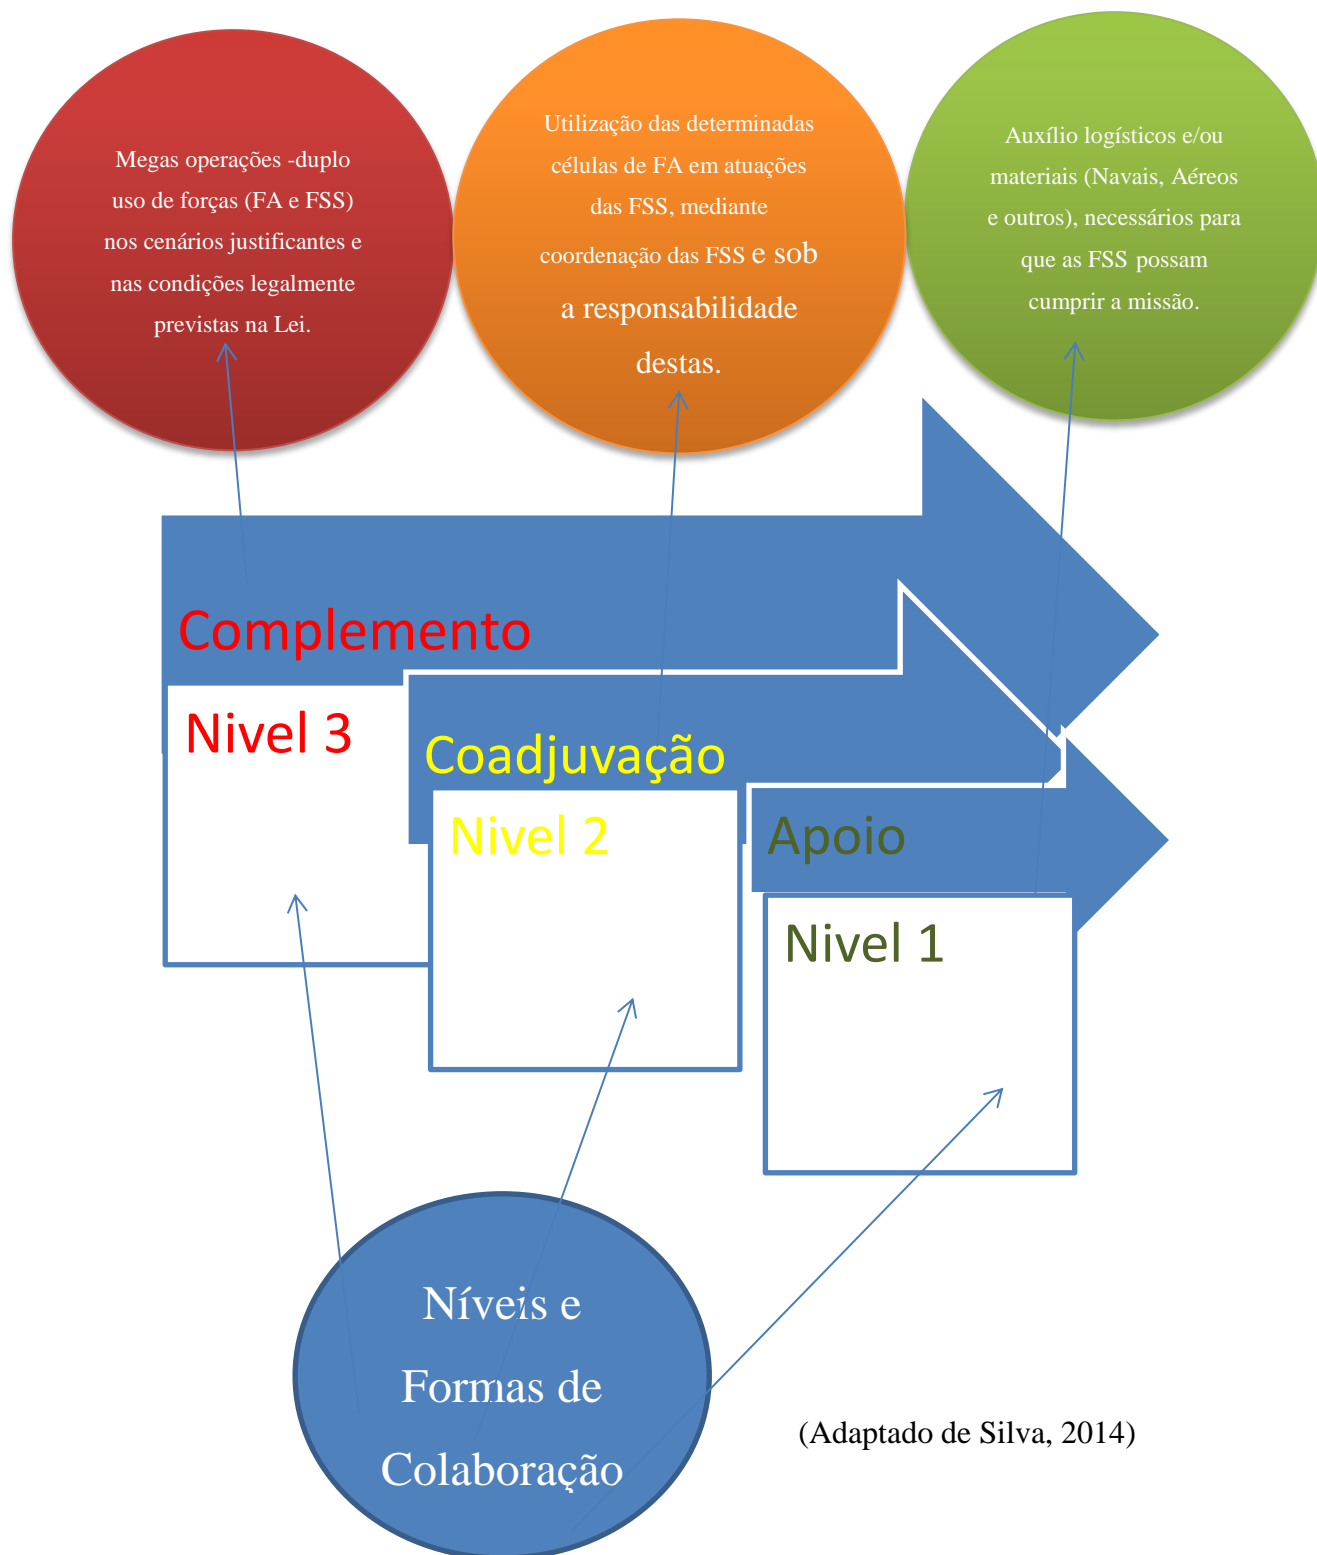 Megas operações -duplo
uso de forças (FA e FSS)
nos cenários justificantes e
nas condições legalmente
previstas na Lei.
Utilização das determinadas
células de FA em atuações
das FSS, mediante
coordenação das FSS e sob
a responsabilidade
destas.
Auxílio logísticos e/ou
materiais (Navais, Aéreos
e outros), necessários para
que as FSS possam
cumprir a missão.
Complemento
Nivel 3
Coadjuvação
Nivel 2
Apoio
Nivel 1
Níveis e
Formas de
Colaboração
(Adaptado de Silva, 2014)